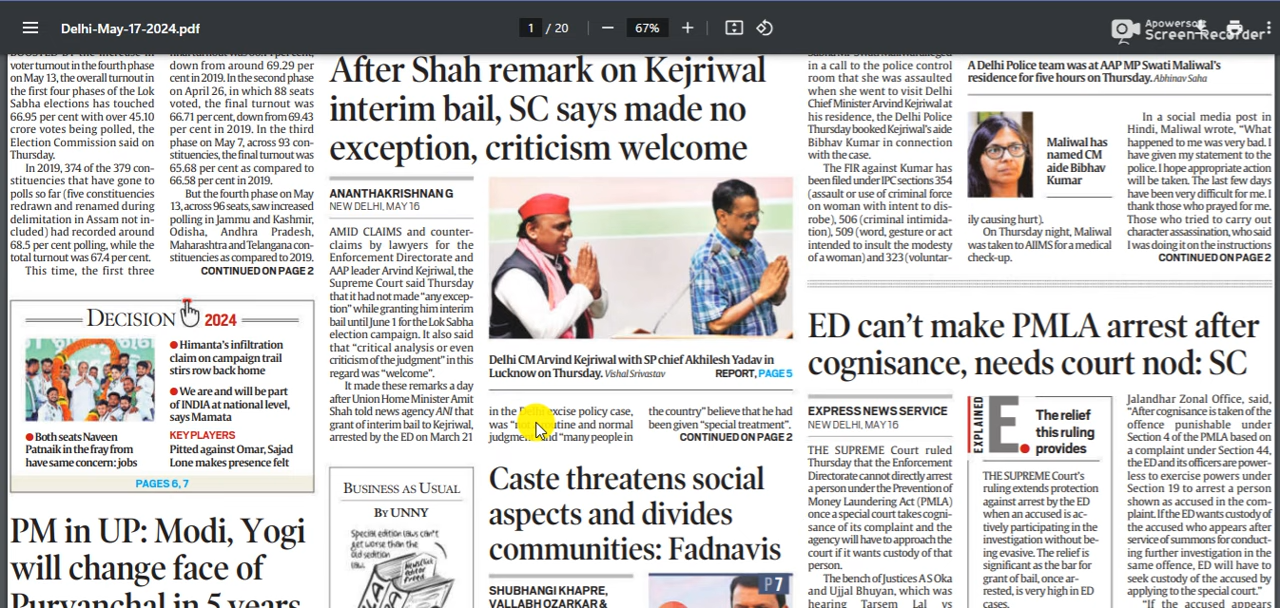 Delhi-May-17-2024.pdf
1 / 20
67%
Apowersoft
Screen Recorder
voter turnout in the fourth phase
on May 13, the overall turnout in
the first four phases of the Lok
Sabha elections has touched
66.95 per cent with over 45.10
crore votes being polled, the
Election Commission said on
Thursday.
In 2019, 374 of the 379 con-
stituencies that have gone to
polls so far (five constituencies
redrawn and renamed during
delimitation in Assam not in-
cluded) had recorded around
68.5 per cent polling, while the
total turnout was 67.4 per cent.
This time, the first three
down from around 69.29 per
cent in 2019. In the second phase
on April 26, in which 88 seats
voted, the final turnout was
66.71 per cent, down from 69.43
per cent in 2019. In the third
phase on May 7, across 93 con-
stituencies, the final turnout was
65.68 per cent as compared to
66.58 per cent in 2019.
But the fourth phase on May
13, across 96 seats, saw increased
polling in Jammu and Kashmir,
Odisha, Andhra Pradesh,
Maharashtra and Telangana con-
stituencies as compared to 2019.
CONTINUED ON PAGE 2
DECISION 2024
Himanta's infiltration
claim on campaign trail
stirs row back home
We are and will be part
of INDIA at national level,
says Mamata
Both seats Naveen
Patnaik in the fray from
have same concern: jobs
KEY PLAYERS
Pitted against Omar, Sajad
Lone makes presence felt
PAGES 6, 7
PM in UP: Modi, Yogi
will change face of
Purvanchal in 5 years
After Shah remark on Kejriwal
interim bail, SC says made no
exception, criticism welcome
ANANTHAKRISHNAN G
NEW DELHI, MAY 16
AMID CLAIMS and counter-
claims by lawyers for the
Enforcement Directorate and
AAP leader Arvind Kejriwal, the
Supreme Court said Thursday
that it had not made "any excep-
tion" while granting him interim
bail until June 1 for the Lok Sabha
election campaign. It also said
that "critical analysis or even
criticism of the judgment" in this
regard was "welcome".
It made these remarks a day
after Union Home Minister Amit
Shah told news agency ANI that
grant of interim bail to Kejriwal,
arrested by the ED on March 21
Delhi CM Arvind Kejriwal with SP chief Akhilesh Yadav in
Lucknow on Thursday. Vishal Srivastav REPORT, PAGE 5
in the Delhi excise policy case,
was "not routine and normal
judgment" and "many people in
the country" believe that he had
been given "special treatment".
CONTINUED ON PAGE 2
BUSINESS AS USUAL
BY UNNY
Special edition laws can't
get worse than the
old sedition
law.
Caste threatens social
aspects and divides
communities: Fadnavis
SHUBHANGI KHAPRE,
VALLABH OZARKAR &
P7
in a call to the police control
room that she was assaulted
when she went to visit Delhi
Chief Minister Arvind Kejriwal at
his residence, the Delhi Police
Thursday booked Kejriwal's aide
Bibhav Kumar in connection
with the case.
The FIR against Kumar has
been filed under IPC sections 354
(assault or use of criminal force
on woman with intent to dis-
robe), 506 (criminal intimida-
tion), 509 (word, gesture or act
intended to insult the modesty
of a woman) and 323 (voluntar-
A Delhi Police team was at AAP MP Swati Maliwal's
residence for five hours on Thursday. Abhinav Saha
Maliwal has
named CM
aide Bibhav
Kumar
ily causing hurt).
On Thursday night, Maliwal
was taken to AIIMS for a medical
check-up.
In a social media post in
Hindi, Maliwal wrote, "What
happened to me was very bad. I
have given my statement to the
police. I hope appropriate action
will be taken. The last few days
have been very difficult for me. I
thank those who prayed for me.
Those who tried to carry out
character assassination, who said
I was doing it on the instructions
CONTINUED ON PAGE 2
ED can't make PMLA arrest after
cognisance, needs court nod: SC
EXPRESS NEWS SERVICE
NEW DELHI, MAY 16
THE SUPREME Court ruled
Thursday that the Enforcement
Directorate cannot directly arrest
a person under the Prevention of
Money Laundering Act (PMLA)
once a special court takes cogni-
sance of its complaint and the
agency will have to approach the
court if it wants custody of that
person.
The bench of Justices A S Oka
and Ujjal Bhuyan, which was
hearing Tarsem Lal vs
EXPLAINED
E.
The relief
this ruling
provides
THE SUPREME Court's
ruling extends protection
against arrest by the ED
when an accused is ac-
tively participating in the
investigation without be-
ing evasive. The relief is
significant as the bar for
grant of bail, once ar-
rested, is very high in ED
cases.
Jalandhar Zonal Office, said,
"After cognisance is taken of the
offence punishable under
Section 4 of the PMLA based on
a complaint under Section 44,
the ED and its officers are power-
less to exercise powers under
Section 19 to arrest a person
shown as accused in the com-
plaint. If the ED wants custody of
the accused who appears after
service of summons for conduct-
ing further investigation in the
same offence, ED will have to
seek custody of the accused by
applying to the special court."
"If the accused appears